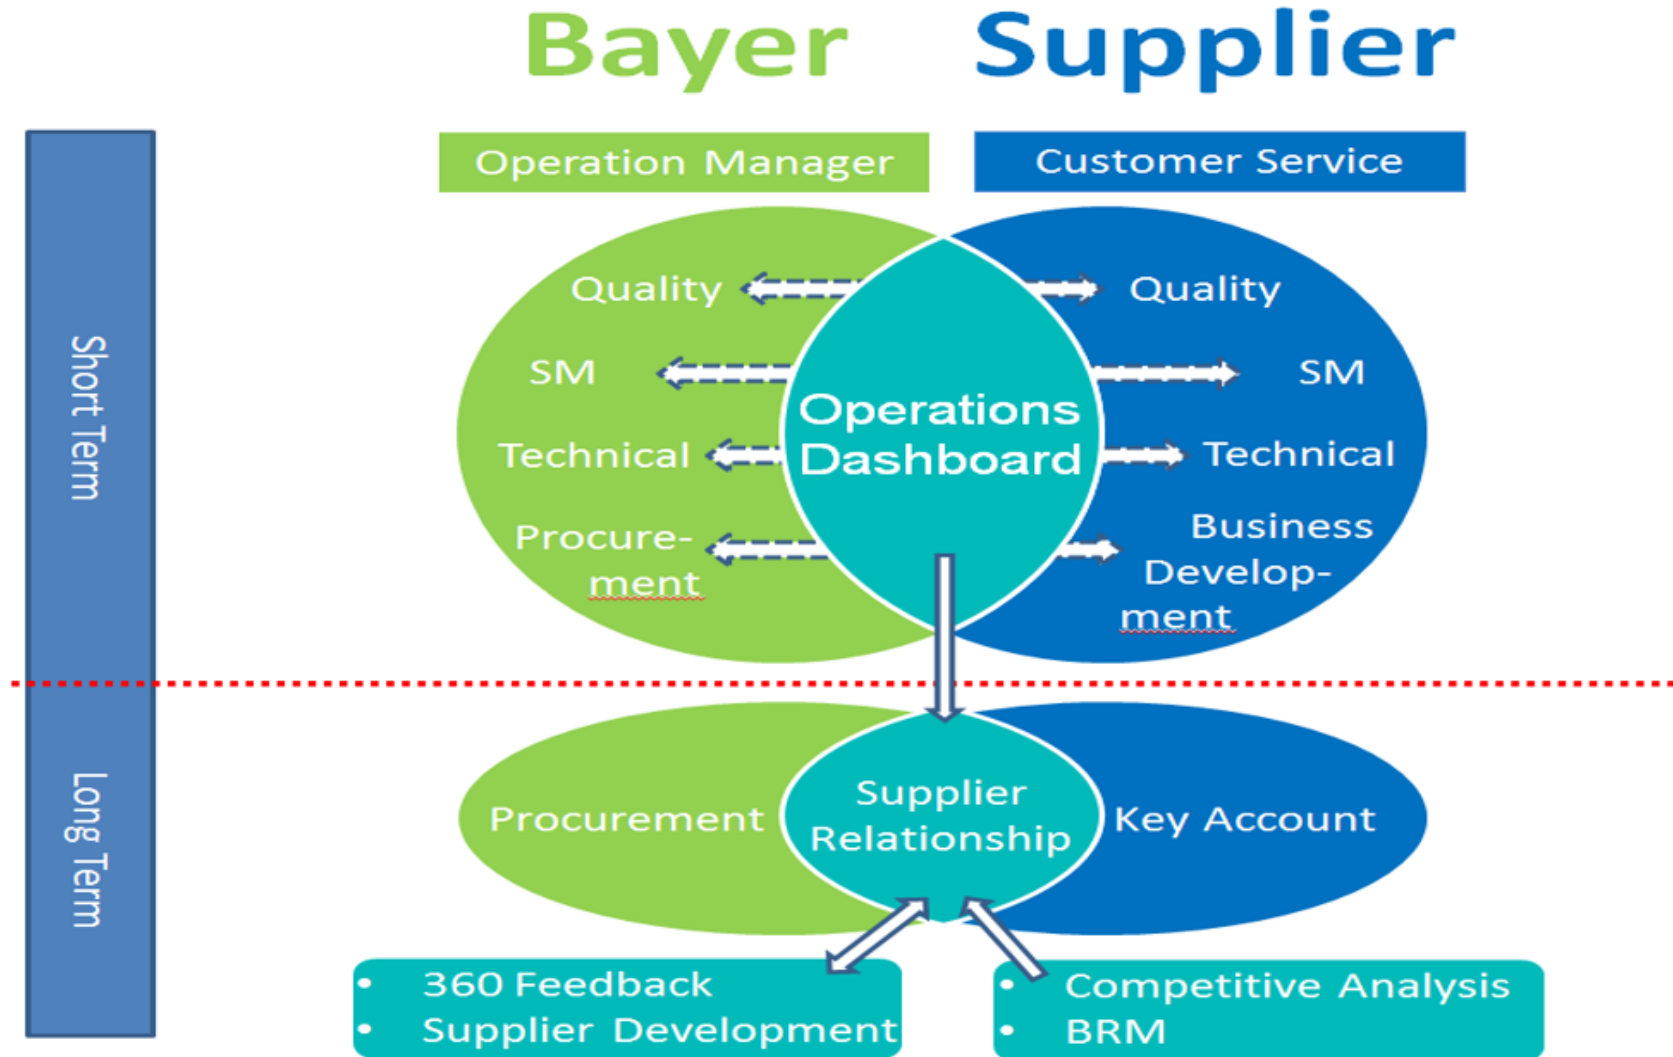 Bayer Supplier
Operation Manager
Customer Service
Short Term
Quality
SM
Technical
Procure-
ment
Operations
Dashboard
Quality
SM
Technical
Business
Develop-
ment
Long Term
Procurement
Supplier
Relationship
Key Account
• 360 Feedback
• Supplier Development
• Competitive Analysis
• BRM